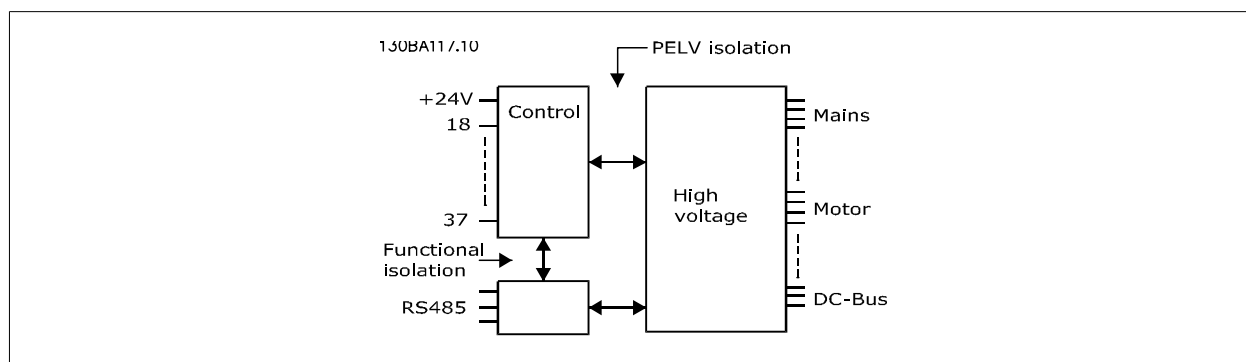 130BA117.10
PELV isolation
+24V
Control
18
Mains
High
voltage
37
Motor
Functional
isolation
RS485
DC-Bus